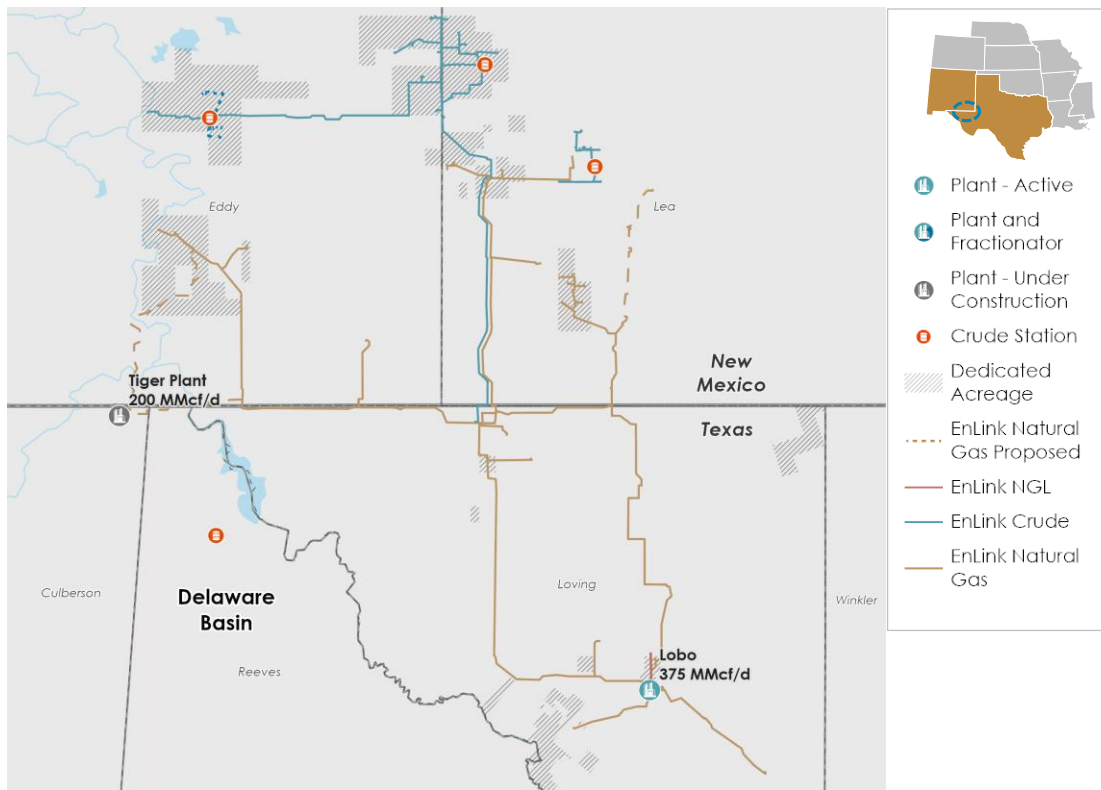 Eddy
Lea
New
Mexico
Tiger Plant
200 MMcf/d
Texas
Culberson
Delaware
Basin
Reeves
Loving
Winkler
Lobo
375 MMcf/d
Plant - Active
Plant and
Fractionator
Plant - Under
Construction
Crude Station
Dedicated
Acreage
EnLink Natural
Gas Proposed
EnLink NGL
EnLink Crude
EnLink Natural
Gas